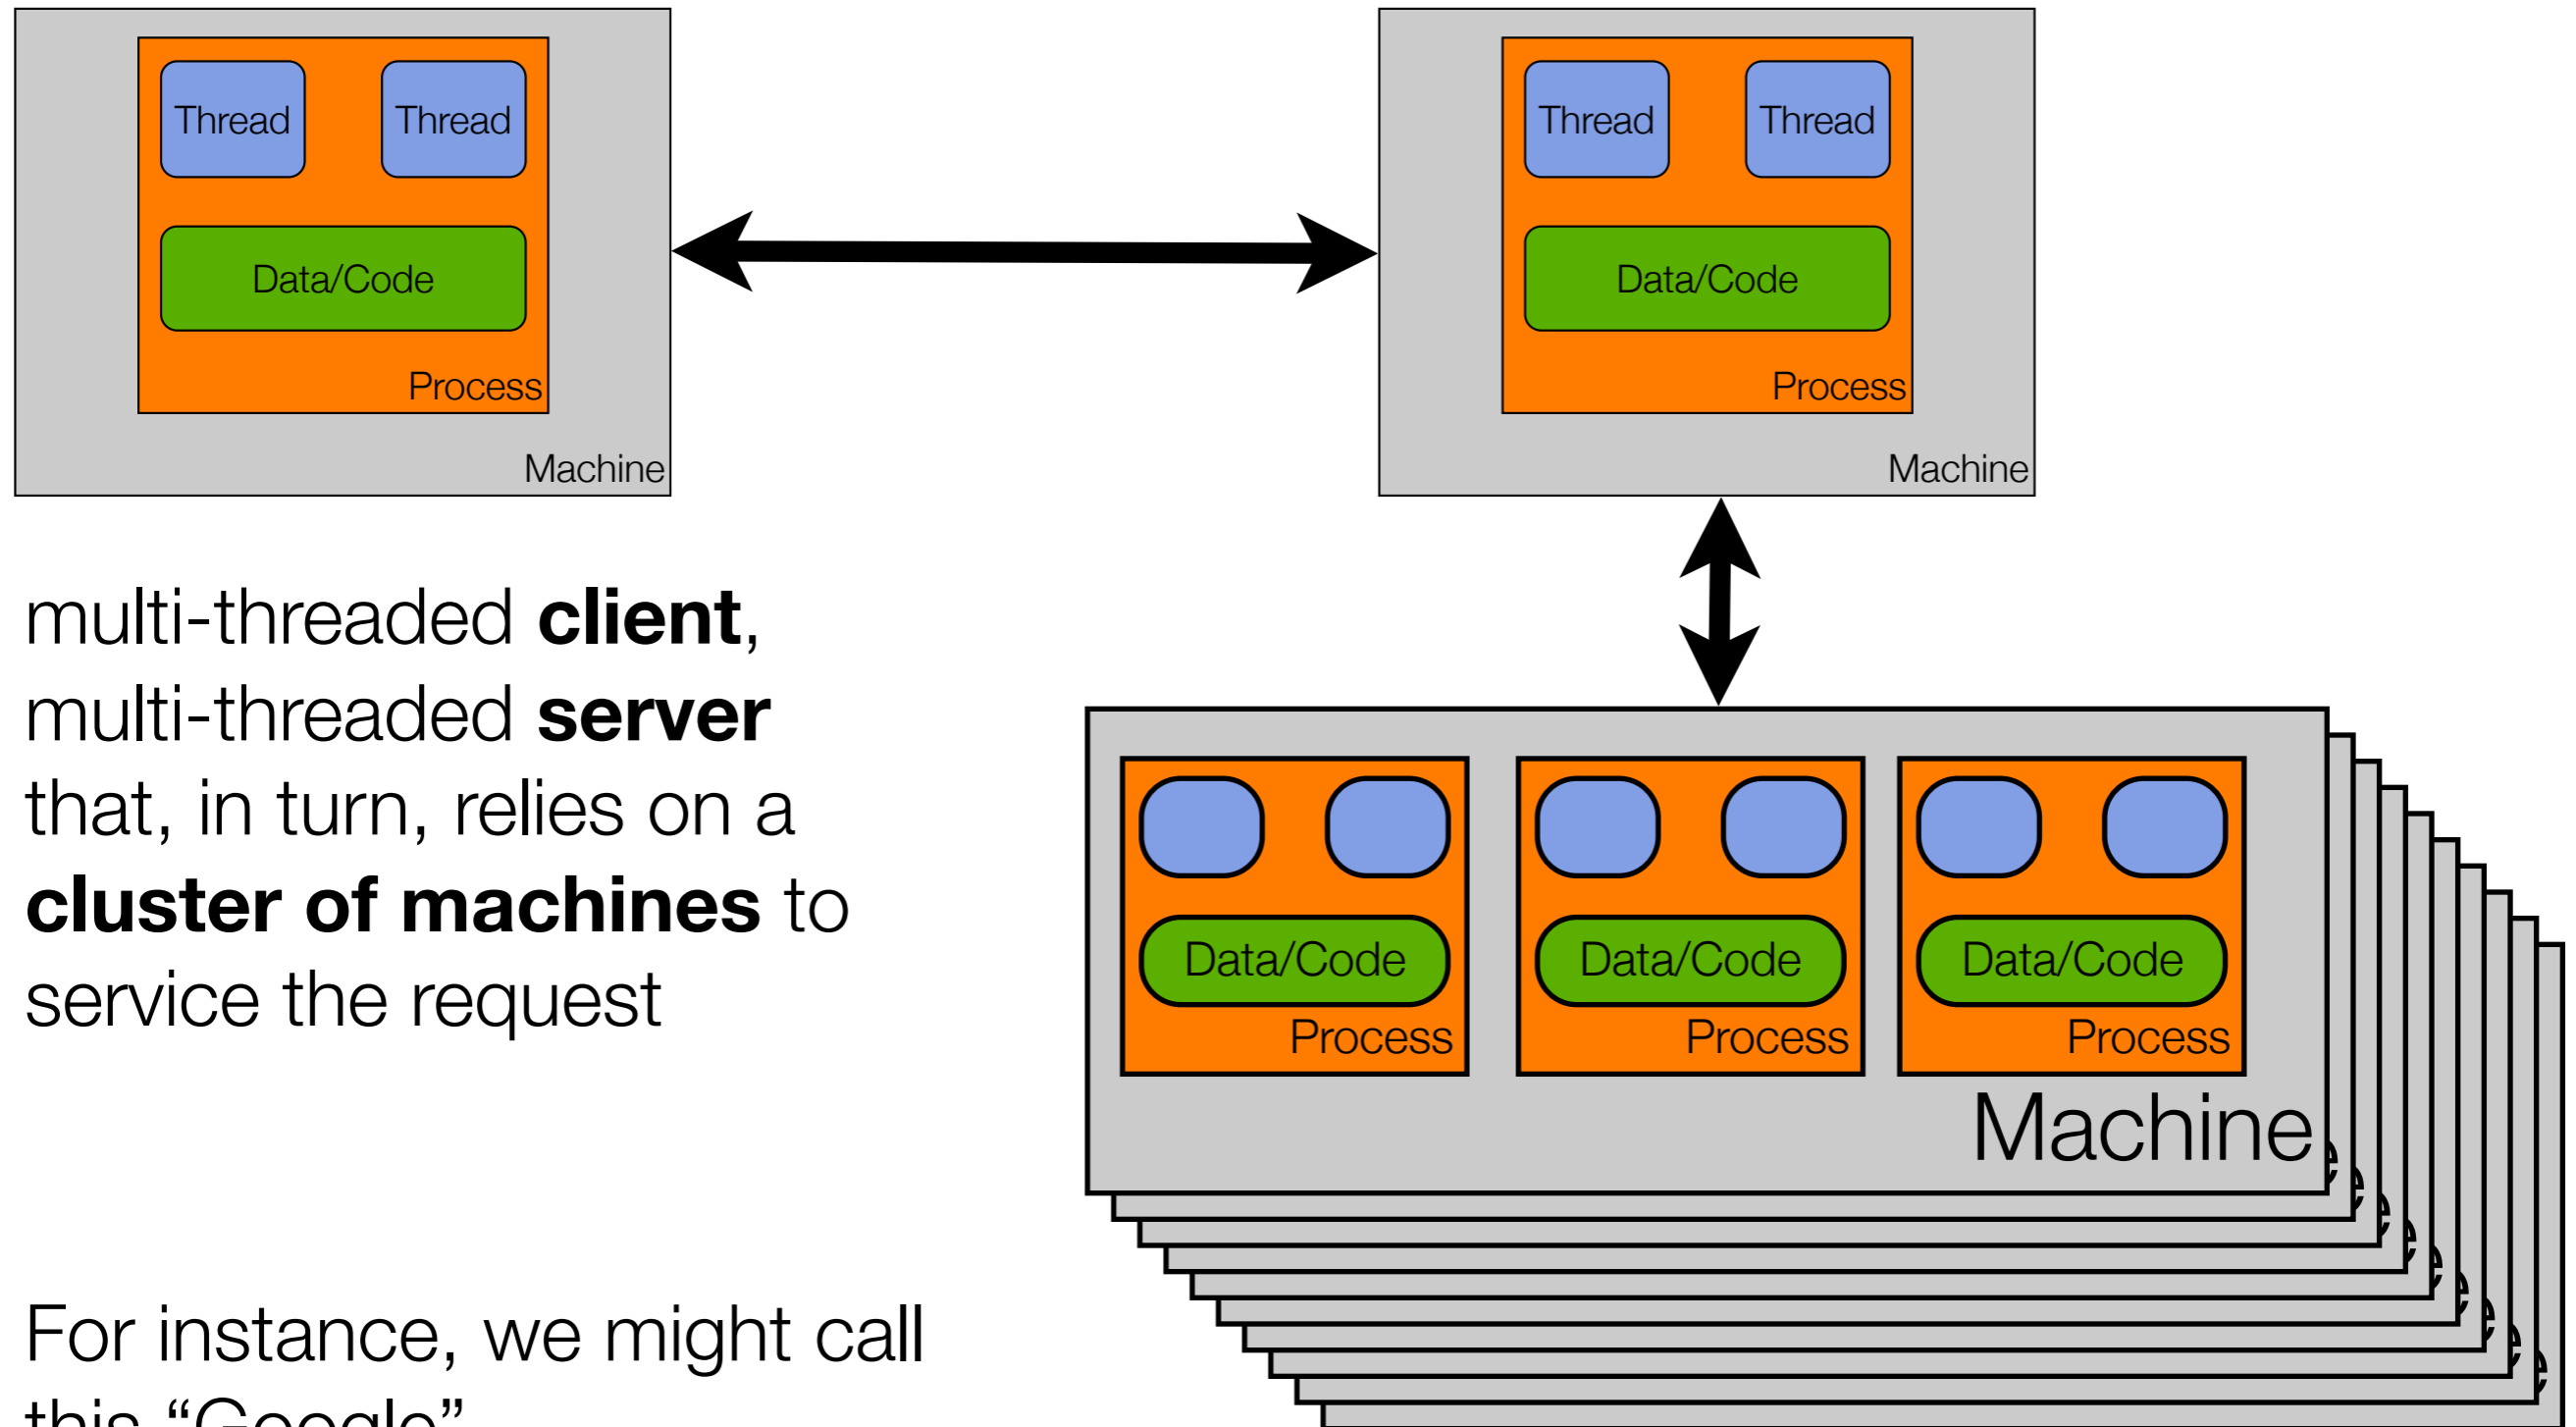 Thread
Thread
Data/Code
Process
Machine
Thread
Thread
Data/Code
Process
Machine
multi-threaded client,
multi-threaded server
that, in turn, relies on a
cluster of machines to
service the request
Data/Code
Process
Data/Code
Process
Data/Code
Process
Machine
For instance, we might call
this “Google”